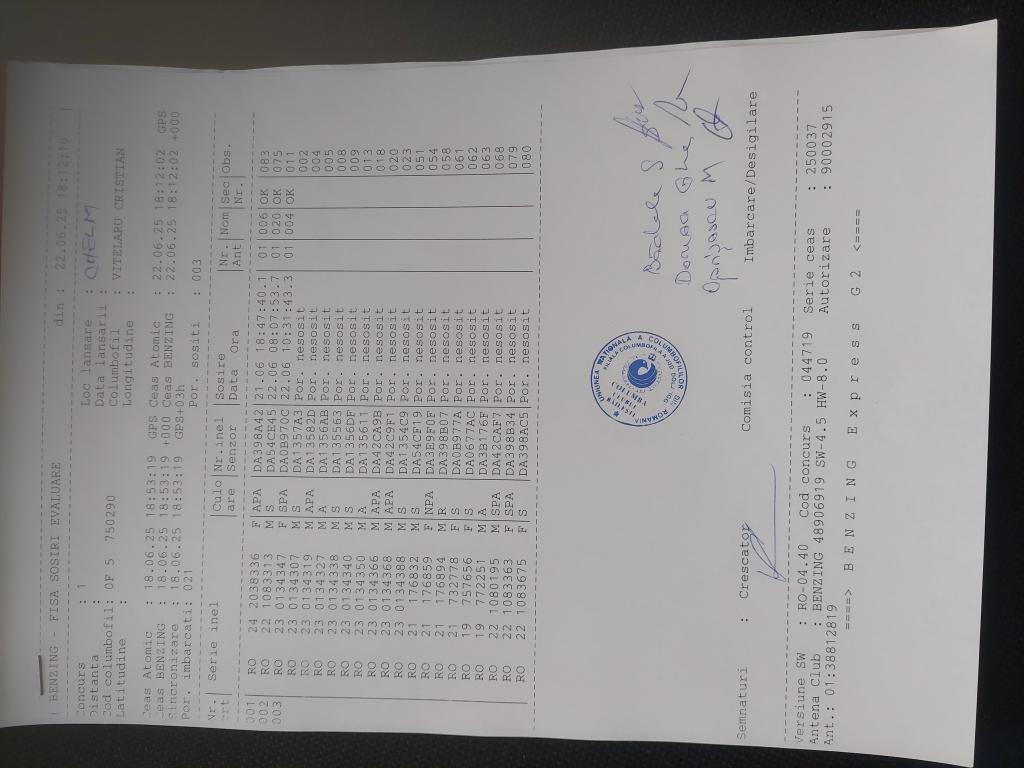 | BENZING - FISA SOSIRI EVALUARE din : 22.06.25 18:12:10 |
Concurs : 1 Loc lansare : CHELM
Distanta : Data lansarii :
Cod columbofil: OF 5 750290 Columbofil : VITELARU CRISTIAN
Latitudine : Longitudine :
Ceas Atomic : 18.06.25 18:53:19 GPS Ceas Atomic : 22.06.25 18:12:02 GPS
Ceas BENZING : 18.06.25 18:53:19 +000 Ceas BENZING : 22.06.25 18:12:02 +000
Sincronizare : 18.06.25 18:53:19 GPS+03h
Por. imbarcati: 021 Por. sositi : 003
Nr.| Serie inel |Culo|Nr.inel |Sosire |Nr. |Nom|Sec|Obs.
crt| |are |Senzor |Data Ora |Ant | |Nr.|
001 RO 24 2038336 F APA DA398A42 21.06 18:47:40.1 01 006 OK 083
002 RO 22 1083313 M S DA54CE45 22.06 08:07:53.7 01 020 OK 075
003 RO 23 0134347 F SPA DA0B970C 22.06 10:31:43.3 01 004 OK 011
RO 23 0134307 M S DA1357A3 Por. nesosit 002
RO 23 0134319 M APA DA13582D Por. nesosit 004
RO 23 0134327 M A DA1356AB Por. nesosit 005
RO 23 0134338 M S Por. nesosit 008
RO 23 0134340 M S DA1356DF Por. nesosit 009
RO 23 0134350 M A DA135611 Por. nesosit 013
RO 23 0134366 M APA DA42CA9B Por. nesosit 018
RO 23 0134368 M APA DA42C9F1 Por. nesosit 020
RO 23 0134388 M S DA1354C9 Por. nesosit 023
RO 21 176832 M S DA54CF19 Por. nesosit 051
RO 21 176859 F NPA DA3E9F0F Por. nesosit 054
RO 21 176894 M R DA398B07 Por. nesosit 058
RO 21 732778 F S DA0B977A Por. nesosit 061
RO 19 757656 F S DA0677AC Por. nesosit 062
RO 19 772251 M A DA3B176F Por. nesosit 063
RO 22 1080195 M SPA DA42CAF7 Por. nesosit 068
RO 22 1083363 F SPA DA398B34 Por. nesosit 079
RO 22 1083675 F S DA398AC5 Por. nesosit 080
UNIUNEA NATIONALA A COLUMBOFILILOR DIN ROMANIA
COLUMBA
CLUBUL
BAILESTI
Semnaturi : Crescator Comisia control Imbarcare/Desigilare
Versiune SW : RO-04.40 Cod concurs : 044719 Serie ceas : 250037
Antena Club : BENZING 48906919 SW-4.5 HW-8.0 Autorizare : 90002915
Ant.: 01:38812819
====> B E N Z I N G E x p r e s s G 2 <====